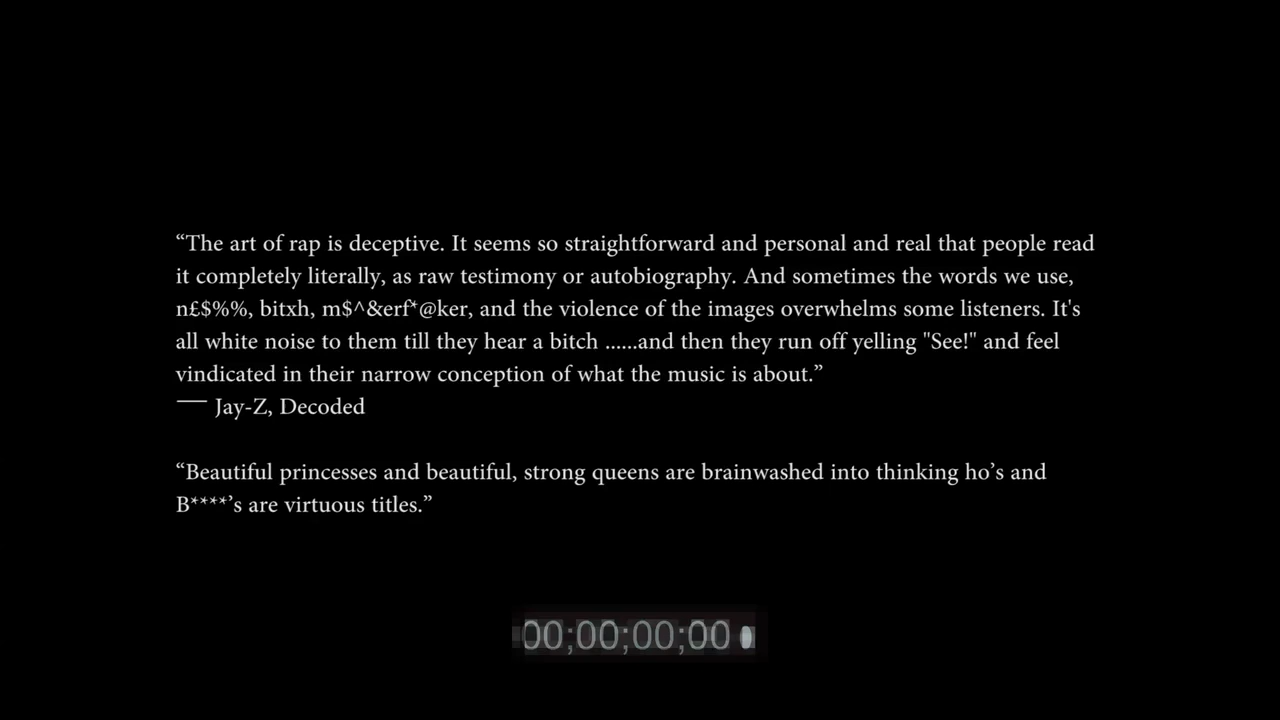 “The art of rap is deceptive. It seems so straightforward and personal and real that people read
it completely literally, as raw testimony or autobiography. And sometimes the words we use,
n£$%%, bitxh, m$^&erf*@ker, and the violence of the images overwhelms some listeners. It's
all white noise to them till they hear a bitch ......and then they run off yelling "See!" and feel
vindicated in their narrow conception of what the music is about.”
— Jay-Z, Decoded
“Beautiful princesses and beautiful, strong queens are brainwashed into thinking ho’s and
B****’s are virtuous titles.”
00;00;00;00